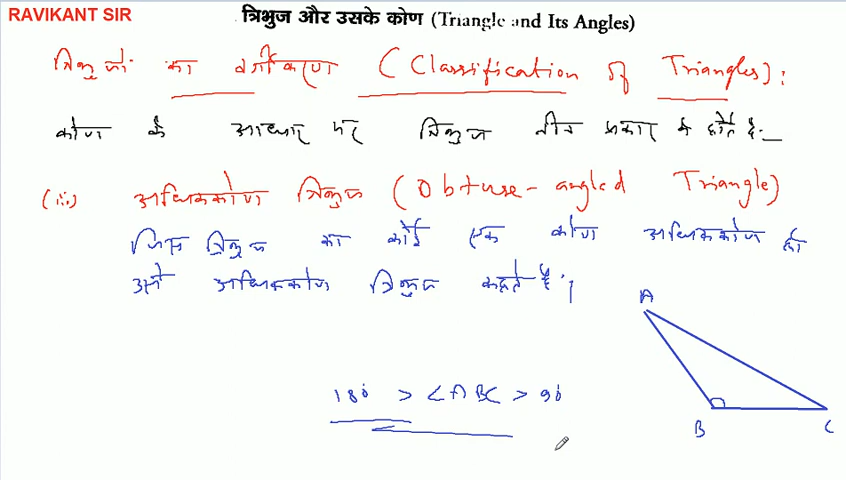 RAVIKANT SIR
त्रिभुज और उसके कोण (Triangle and Its Angles)
त्रिभुजों का वर्गीकरण (Classification of Triangles):
कोण के आधार पर त्रिभुज तीन प्रकार के होते हैं:-
(iii) अधिककोण त्रिभुज (Obtuse-angled Triangle)
जिस त्रिभुज का कोई एक कोण अधिककोण हो
उसे अधिककोण त्रिभुज कहते हैं।
A
180° > ∠ABC > 90°
B C